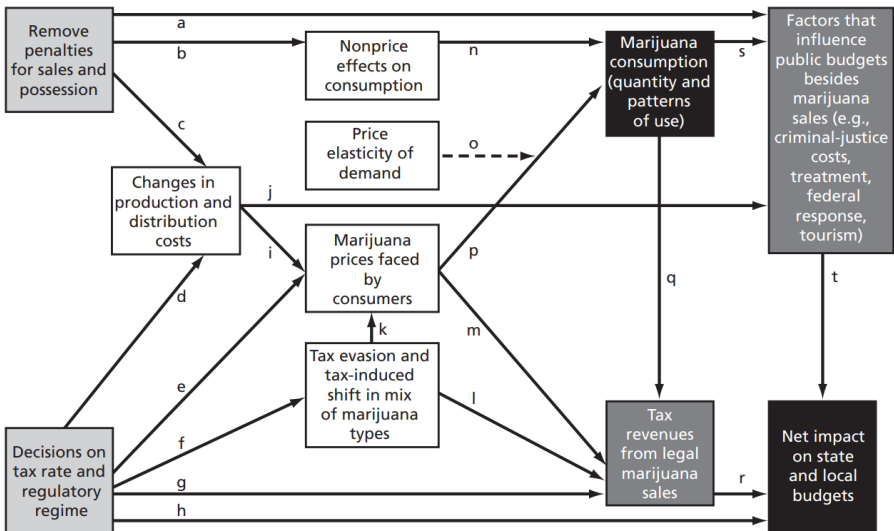 Remove
penalties
for sales and
possession
a
b
c
Nonprice
effects on
consumption
n
Marijuana
consumption
(quantity and
patterns
of use)
s
Factors that
influence
public budgets
besides
marijuana
sales (e.g.,
criminal-justice
costs,
treatment,
federal
response,
tourism)
Price
elasticity of
demand
o
Changes in
production and
distribution
costs
j
i
Marijuana
prices faced
by
consumers
p
q
t
d
k
m
e
Tax evasion and
tax-induced
shift in mix
of marijuana
types
l
f
Decisions on
tax rate and
regulatory
regime
g
h
Tax
revenues
from legal
marijuana
sales
r
Net impact
on state
and local
budgets